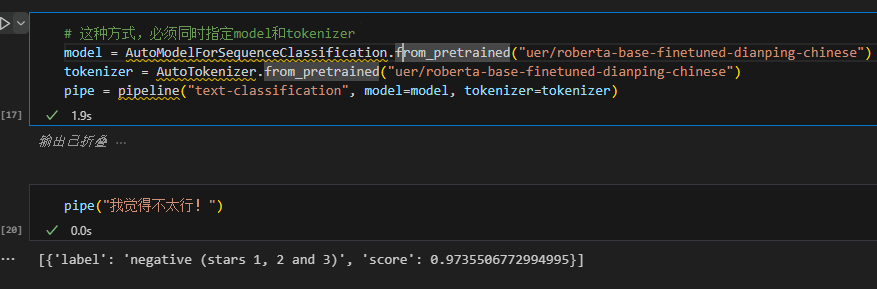 # 这种方式，必须同时指定model和tokenizer
model = AutoModelForSequenceClassification.from_pretrained("uer/roberta-base-finetuned-dianping-chinese")
tokenizer = AutoTokenizer.from_pretrained("uer/roberta-base-finetuned-dianping-chinese")
pipe = pipeline("text-classification", model=model, tokenizer=tokenizer)
[17] ✓ 1.9s
输出已折叠 ...
pipe("我觉得不太行！")
[20] ✓ 0.0s
... [{'label': 'negative (stars 1, 2 and 3)', 'score': 0.9735506772994995}]